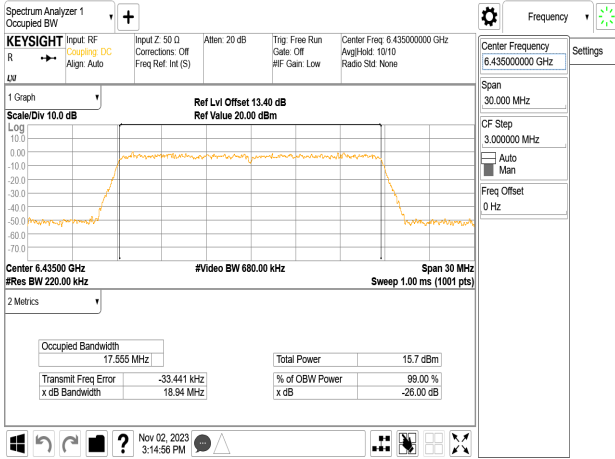 Spectrum Analyzer 1
Occupied BW
Frequency
KEYSIGHT
R
Input: RF
Coupling: DC
Align: Auto
Input Z: 50 Ω
Corrections: Off
Freq Ref: Int (S)
Atten: 20 dB
Trig: Free Run
Gate: Off
#IF Gain: Low
Center Freq: 6.435000000 GHz
Avg|Hold: 10/10
Radio Std: None
LXI
1 Graph
Scale/Div 10.0 dB
Ref Lvl Offset 13.40 dB
Ref Value 20.00 dBm
Log
10.0
0.00
-10.0
-20.0
-30.0
-40.0
-50.0
-60.0
-70.0
Center 6.43500 GHz
#Res BW 220.00 kHz
#Video BW 680.00 kHz
Span 30 MHz
Sweep 1.00 ms (1001 pts)
2 Metrics
Occupied Bandwidth
17.555 MHz
Transmit Freq Error -33.441 kHz
x dB Bandwidth 18.94 MHz
Total Power 15.7 dBm
% of OBW Power 99.00 %
x dB -26.00 dB
Nov 02, 2023
3:14:56 PM
Center Frequency
6.435000000 GHz
Span
30.000 MHz
CF Step
3.000000 MHz
Auto
Man
Freq Offset
0 Hz
Settings